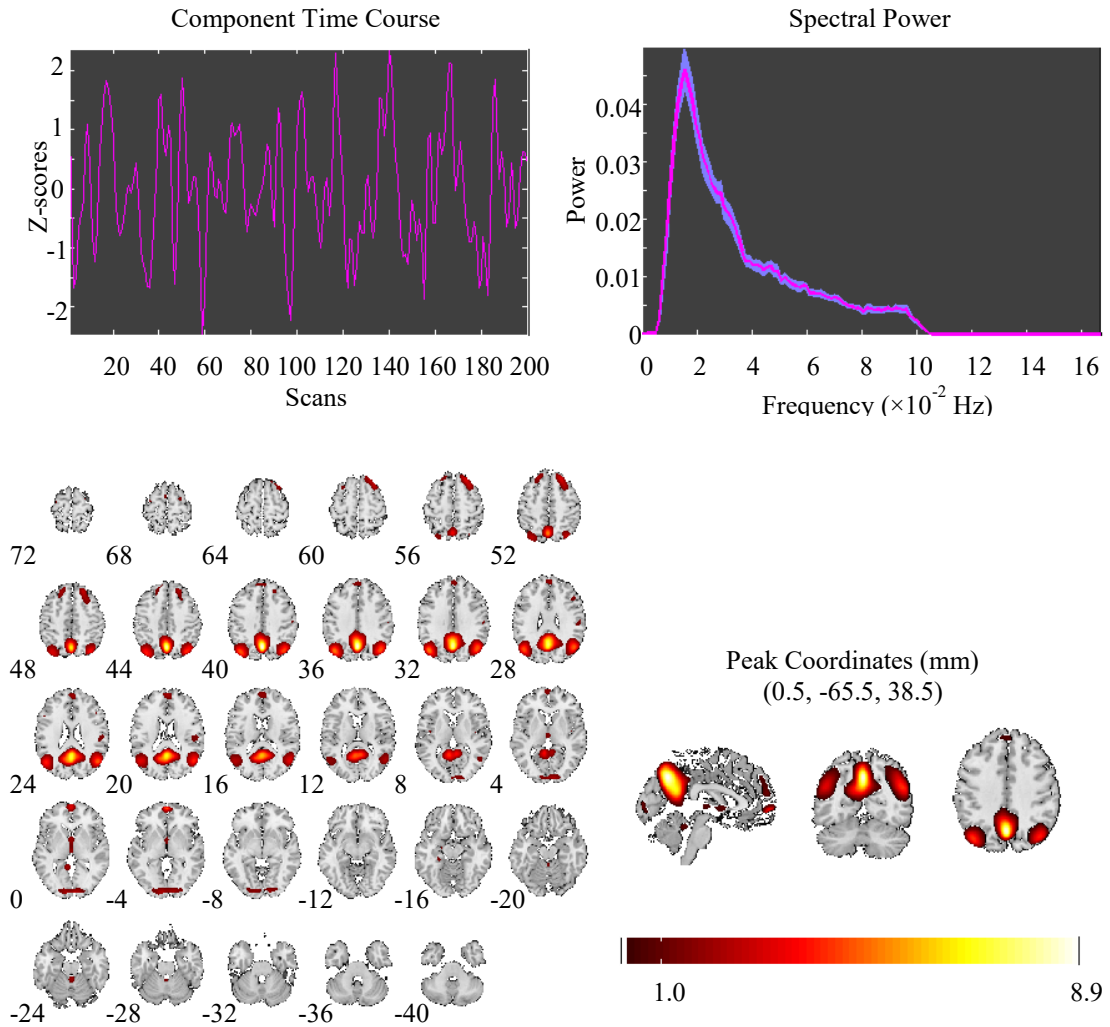 Component Time Course
Spectral Power
Z-scores
2
1
0
-1
-2
20 40 60 80 100 120 140 160 180 200
Scans
Power
0.04
0.03
0.02
0.01
0
0 2 4 6 8 10 12 14 16
Frequency (×10⁻² Hz)
72 68 64 60 56 52
48 44 40 36 32 28
24 20 16 12 8 4
0 -4 -8 -12 -16 -20
-24 -28 -32 -36 -40
Peak Coordinates (mm)
(0.5, -65.5, 38.5)
1.0 8.9